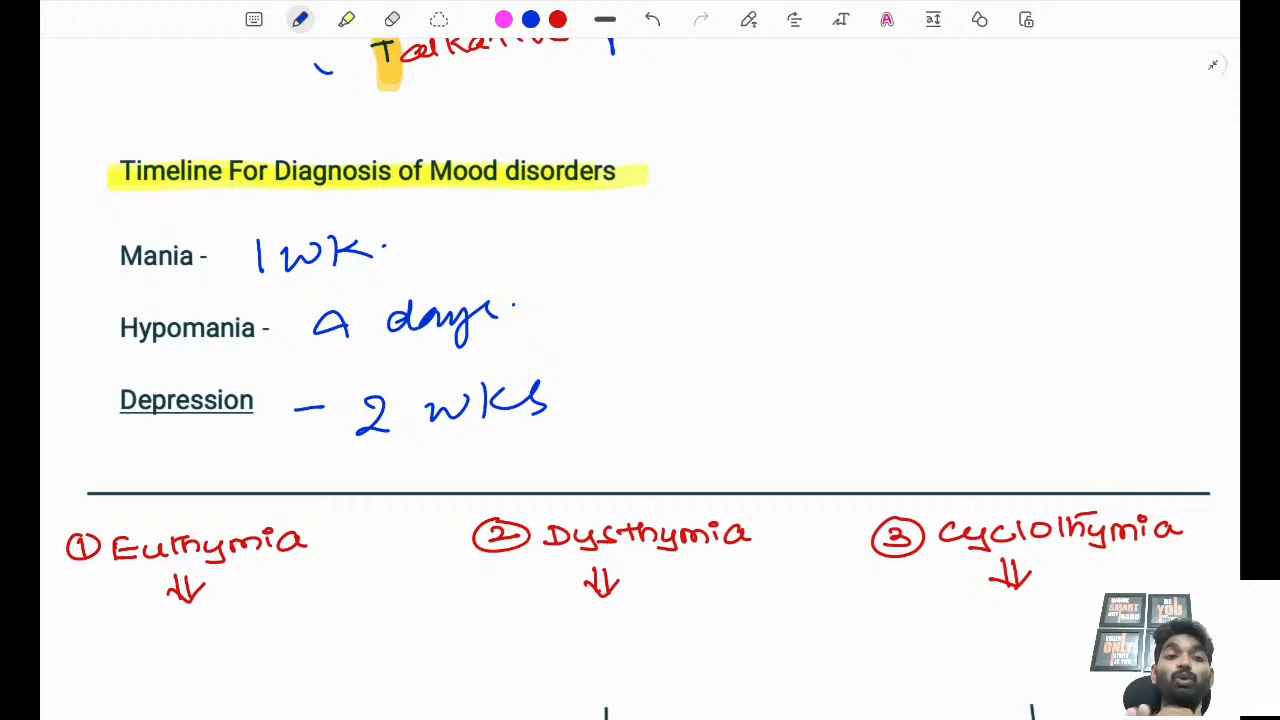 Talkative
Timeline For Diagnosis of Mood disorders
Mania - 1 wk.
Hypomania - 4 days.
Depression - 2 wks
① Euthymia ② Dysthymia ③ Cyclothymia